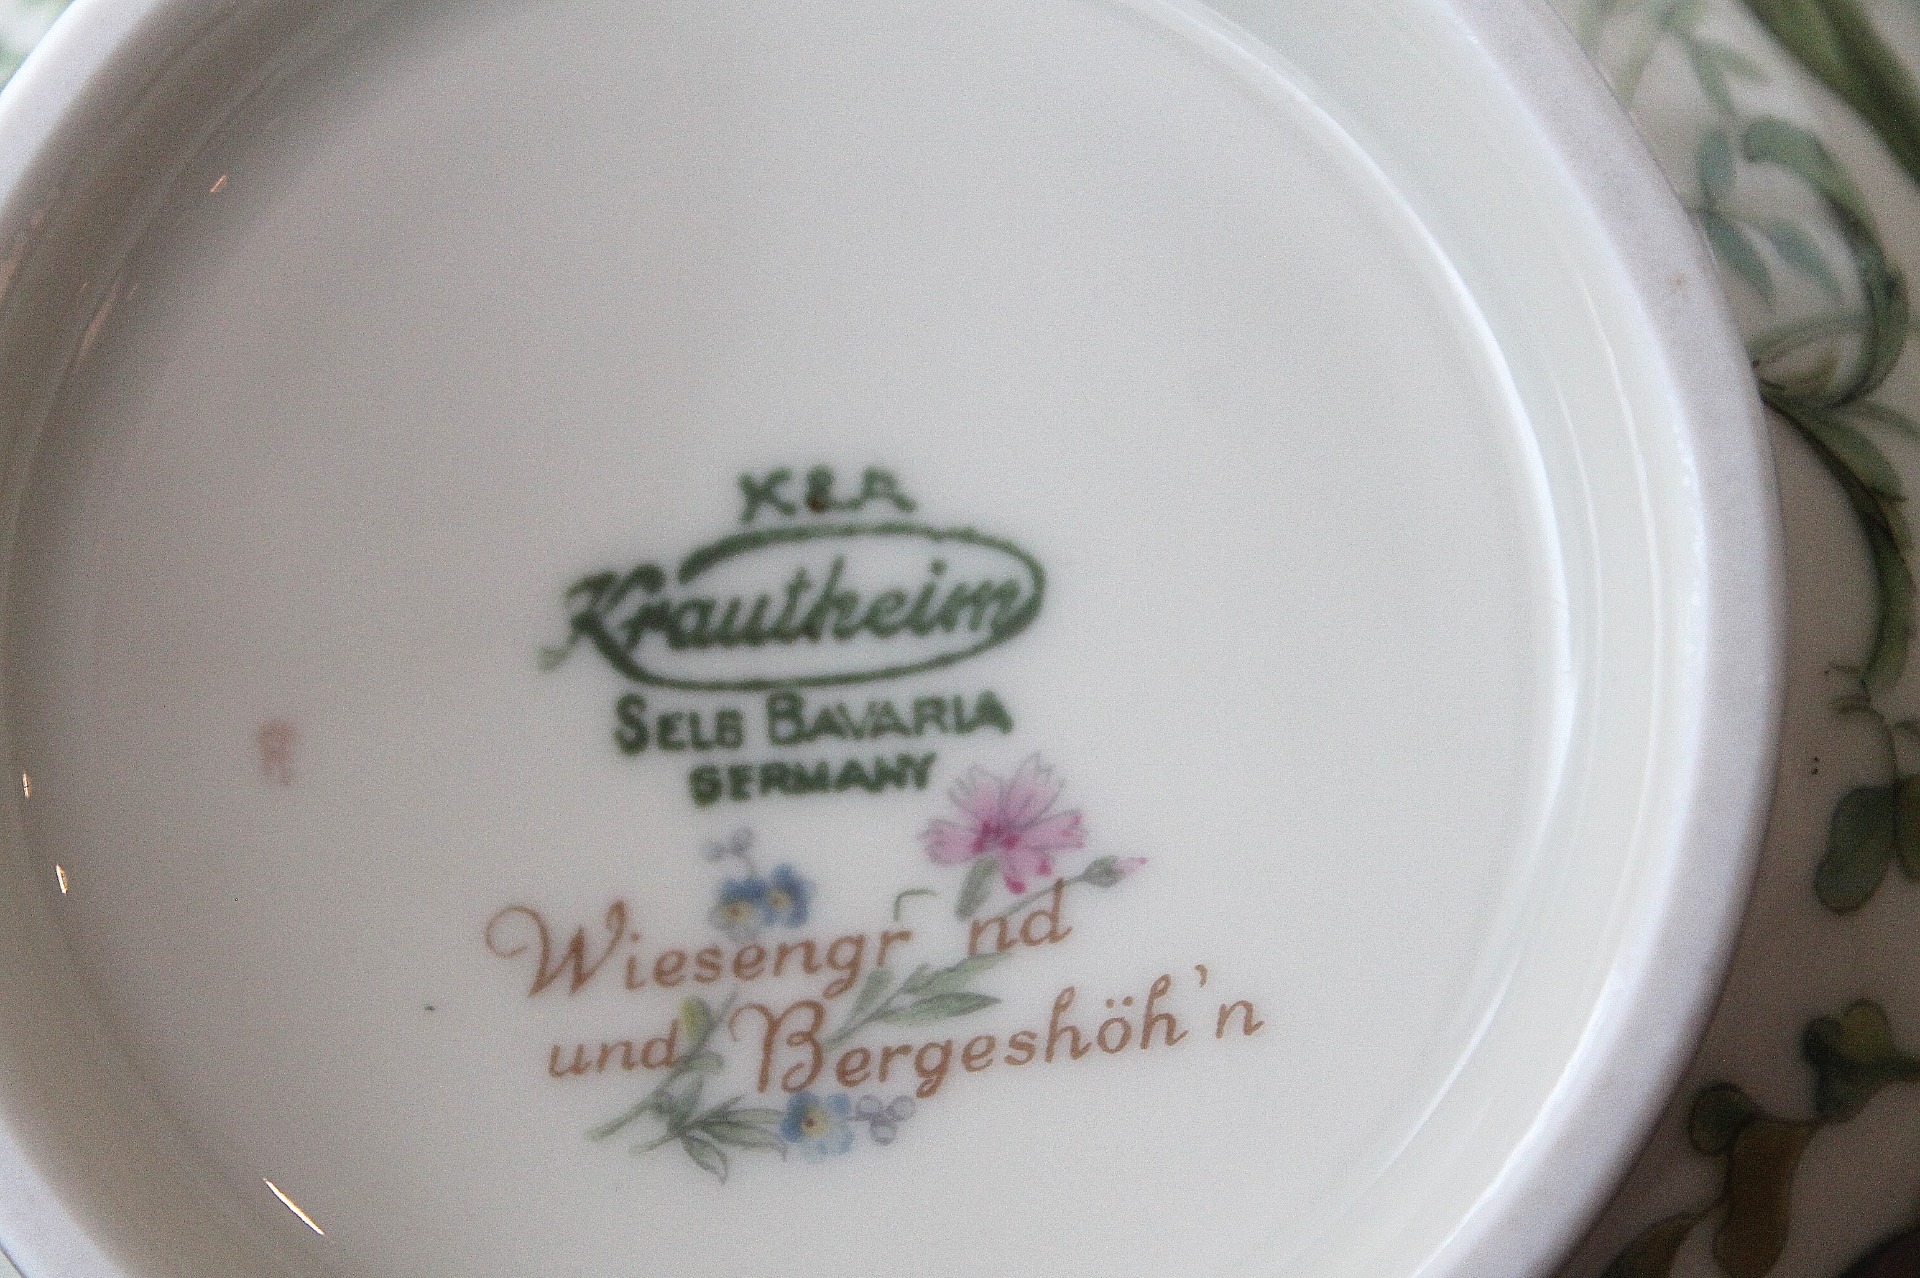 K&A
Krautheim
SELB BAVARIA
GERMANY
Wiesengr nd
und Bergeshöh'n